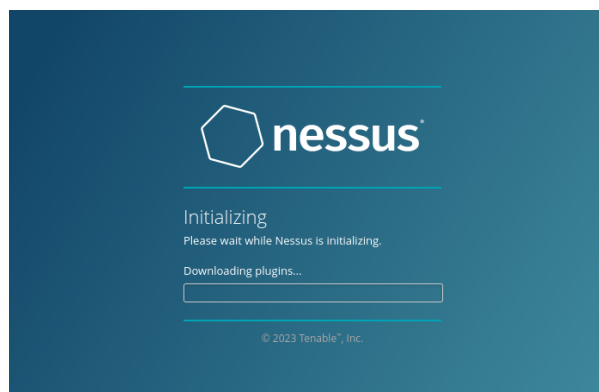 nessus®
Initializing
Please wait while Nessus is initializing.
Downloading plugins...
© 2023 Tenable™, Inc.